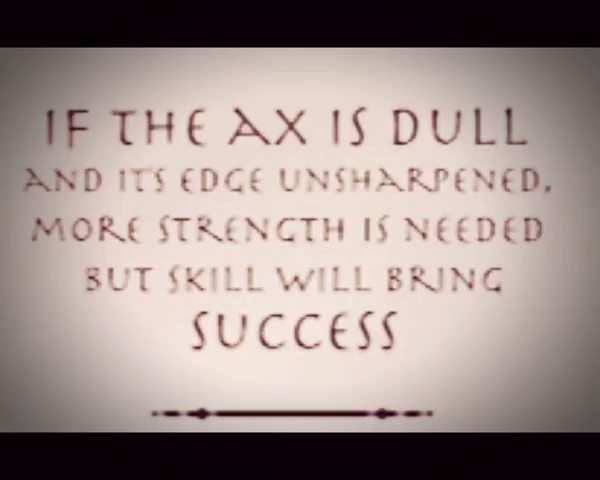 IF THE AX IS DULL
AND IT'S EDGE UNSHARPENED,
MORE STRENGTH IS NEEDED
BUT SKILL WILL BRING
SUCCESS